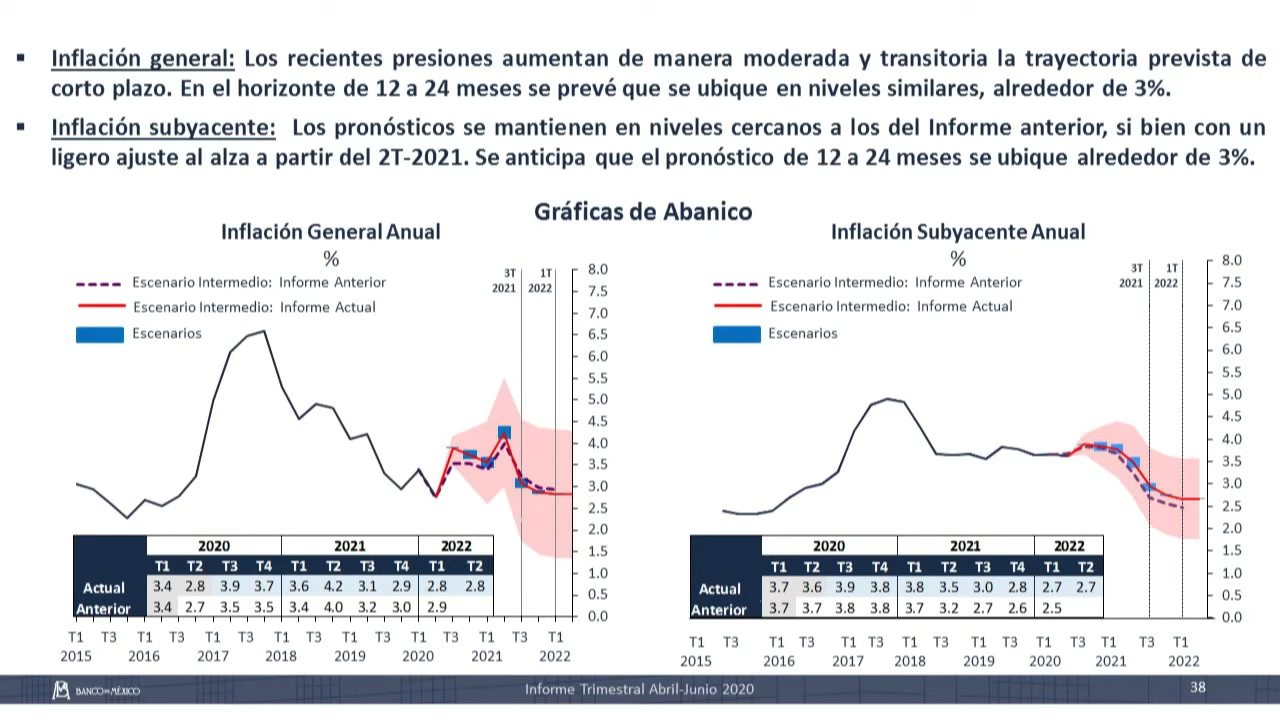 ▪ Inflación general: Los recientes presiones aumentan de manera moderada y transitoria la trayectoria prevista de
corto plazo. En el horizonte de 12 a 24 meses se prevé que se ubique en niveles similares, alrededor de 3%.
▪ Inflación subyacente: Los pronósticos se mantienen en niveles cercanos a los del Informe anterior, si bien con un
ligero ajuste al alza a partir del 2T-2021. Se anticipa que el pronóstico de 12 a 24 meses se ubique alrededor de 3%.
Gráficas de Abanico
Inflación General Anual
%
Escenario Intermedio: Informe Anterior
Escenario Intermedio: Informe Actual
Escenarios
3T 1T
2021 2022
8.0
7.5
7.0
6.5
6.0
5.5
5.0
4.5
4.0
3.5
3.0
2.5
2.0
1.5
1.0
0.5
0.0
2020 2021 2022
T1 T2 T3 T4 T1 T2 T3 T4 T1 T2
Actual 3.4 2.8 3.9 3.7 3.6 4.2 3.1 2.9 2.8 2.8
Anterior 3.4 2.7 3.5 3.5 3.4 4.0 3.2 3.0 2.9
T1 T3 T1 T3 T1 T3 T1 T3 T1 T3 T1 T3 T1 T3 T1
2015 2016 2017 2018 2019 2020 2021 2022
Inflación Subyacente Anual
%
Escenario Intermedio: Informe Anterior
Escenario Intermedio: Informe Actual
Escenarios
3T 1T
2021 2022
8.0
7.5
7.0
6.5
6.0
5.5
5.0
4.5
4.0
3.5
3.0
2.5
2.0
1.5
1.0
0.5
0.0
2020 2021 2022
T1 T2 T3 T4 T1 T2 T3 T4 T1 T2
Actual 3.7 3.6 3.9 3.8 3.8 3.5 3.0 2.8 2.7 2.7
Anterior 3.7 3.7 3.8 3.8 3.7 3.2 2.7 2.6 2.5
T1 T3 T1 T3 T1 T3 T1 T3 T1 T3 T1 T3 T1 T3 T1
2015 2016 2017 2018 2019 2020 2021 2022
BANCO DE MÉXICO
Informe Trimestral Abril-Junio 2020
38